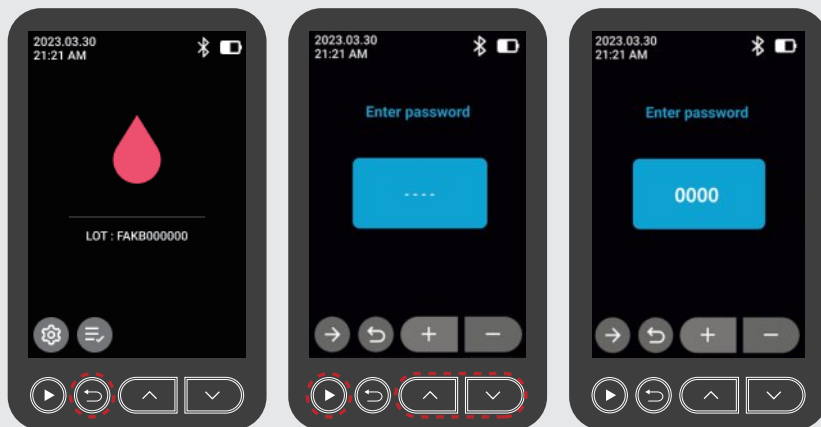 2023.03.30
21:21 AM
LOT : FAKB000000
2023.03.30
21:21 AM
Enter password
----
2023.03.30
21:21 AM
Enter password
0000